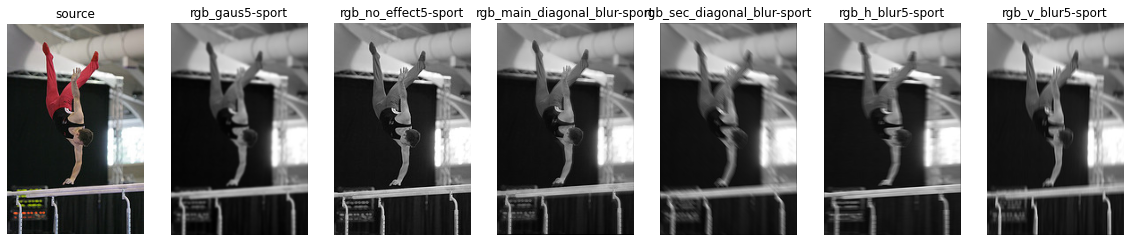 source
rgb_gaus5-sport
rgb_no_effect5-sport
rgb_main_diagonal_blur-sport
rgb_sec_diagonal_blur-sport
rgb_h_blur5-sport
rgb_v_blur5-sport